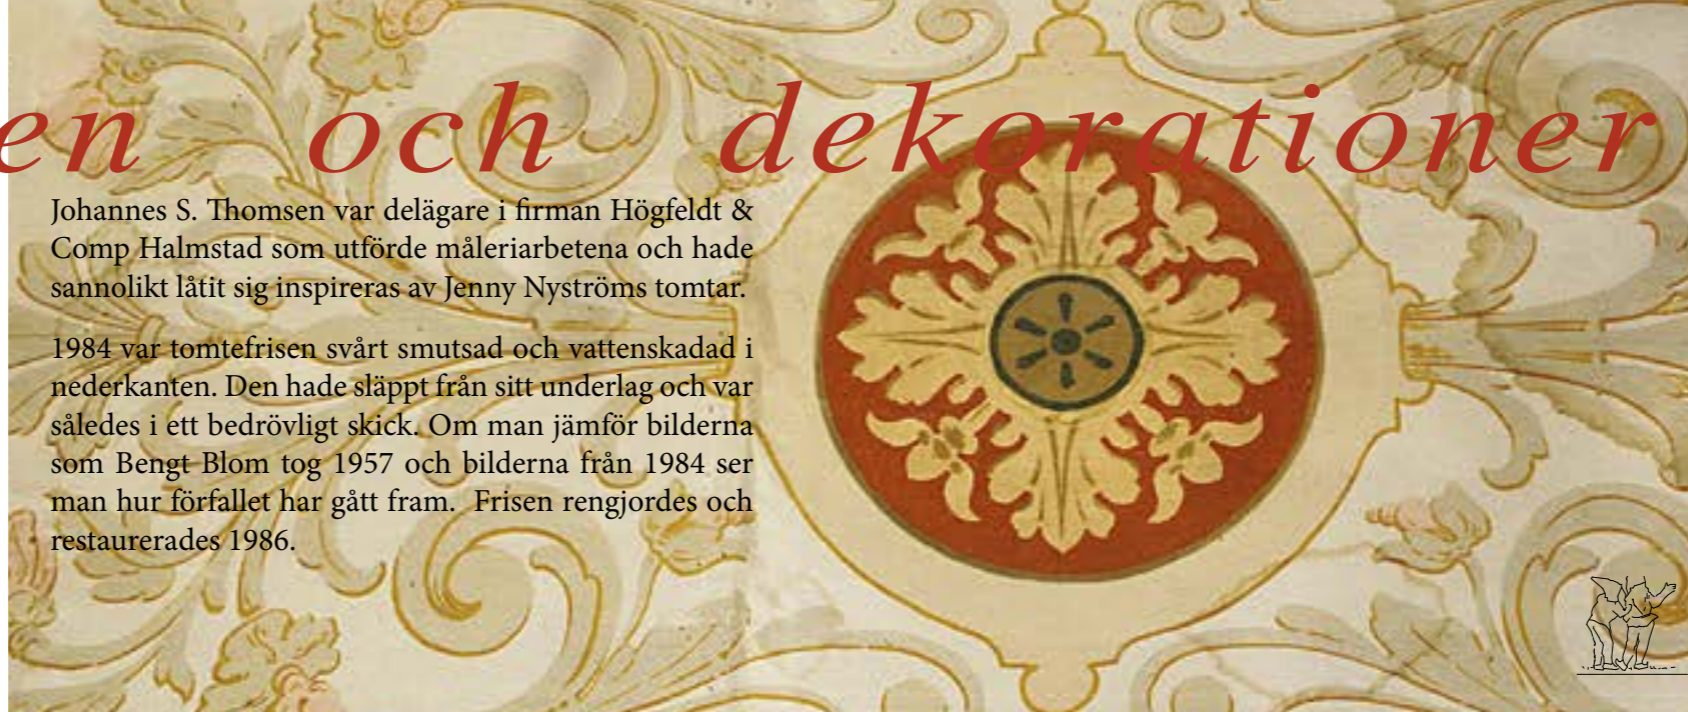 en och dekorationer
Johannes S. Thomsen var delägare i firman Högfeldt &
Comp Halmstad som utförde måleriarbetena och hade
sannolikt låtit sig inspireras av Jenny Nyströms tomtar.
1984 var tomtefrisen svårt smutsad och vattenskadad i
nederkanten. Den hade släppt från sitt underlag och var
således i ett bedrövligt skick. Om man jämför bilderna
som Bengt Blom tog 1957 och bilderna från 1984 ser
man hur förfallet har gått fram.  Frisen rengjordes och
restaurerades 1986.